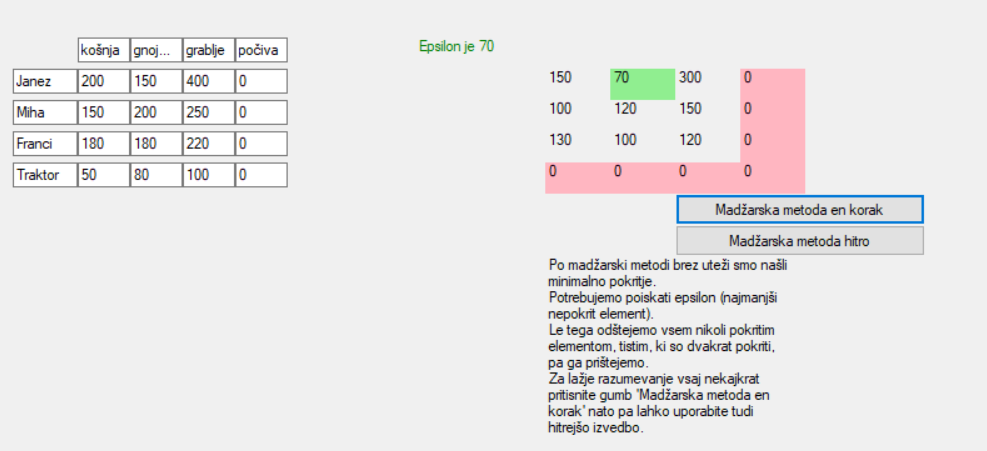 Epsilon je 70
košnja gnoj... grablje počiva
Janez 200 150 400 0
Miha 150 200 250 0
Franci 180 180 220 0
Traktor 50 80 100 0
150 70 300 0
100 120 150 0
130 100 120 0
0 0 0 0
Madžarska metoda en korak
Madžarska metoda hitro
Po madžarski metodi brez uteži smo našli
minimalno pokritje.
Potrebujemo poiskati epsilon (najmanjši
nepokrit element).
Le tega odštejemo vsem nikoli pokritim
elementom, tistim, ki so dvakrat pokriti,
pa ga prištejemo.
Za lažje razumevanje vsaj nekajkrat
pritisnite gumb 'Madžarska metoda en
korak' nato pa lahko uporabite tudi
hitrejšo izvedbo.